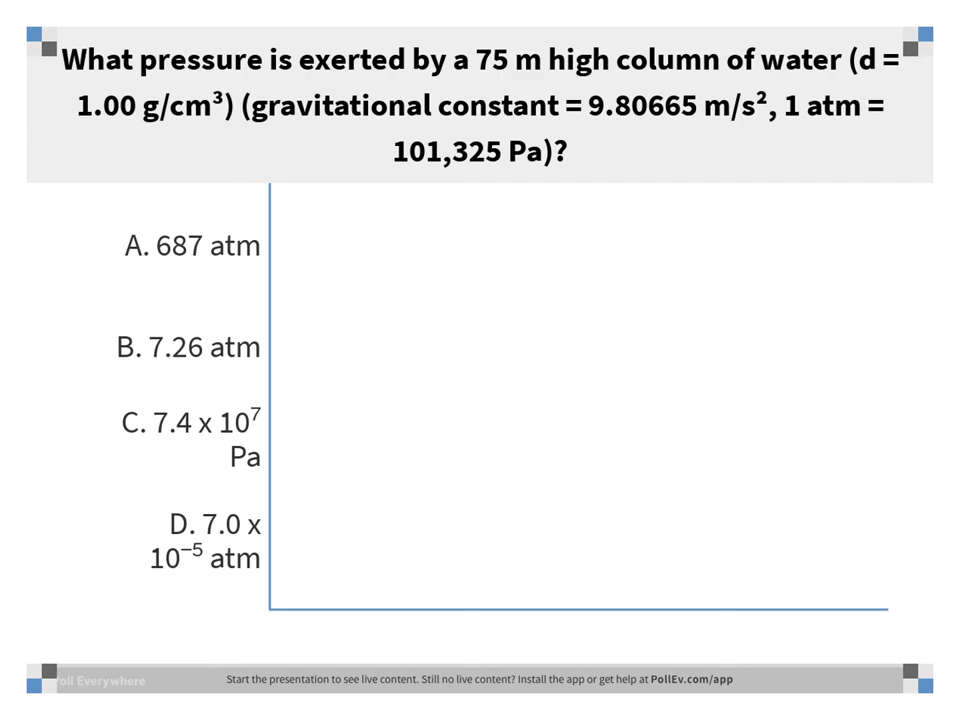 What pressure is exerted by a 75 m high column of water (d =
1.00 g/cm³) (gravitational constant = 9.80665 m/s², 1 atm =
101,325 Pa)?
A. 687 atm
B. 7.26 atm
C. 7.4 x 10⁷
Pa
D. 7.0 x
10⁻⁵ atm
oll Everywhere
Start the presentation to see live content. Still no live content? Install the app or get help at PollEv.com/app